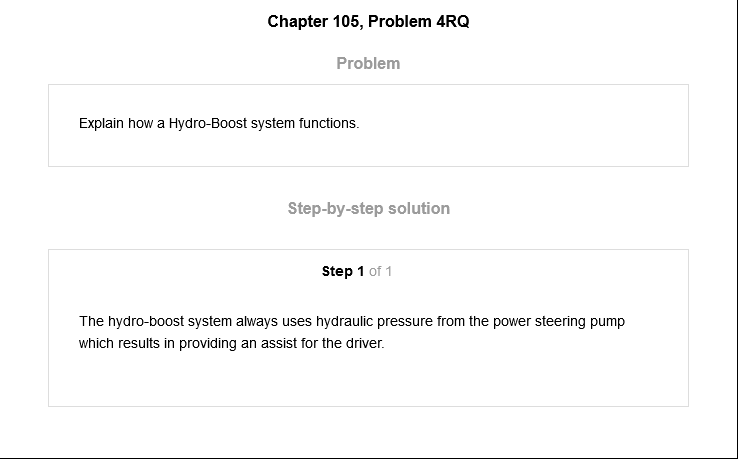 Chapter 105, Problem 4RQ
Problem
Explain how a Hydro-Boost system functions.
Step-by-step solution
Step 1 of 1
The hydro-boost system always uses hydraulic pressure from the power steering pump
which results in providing an assist for the driver.